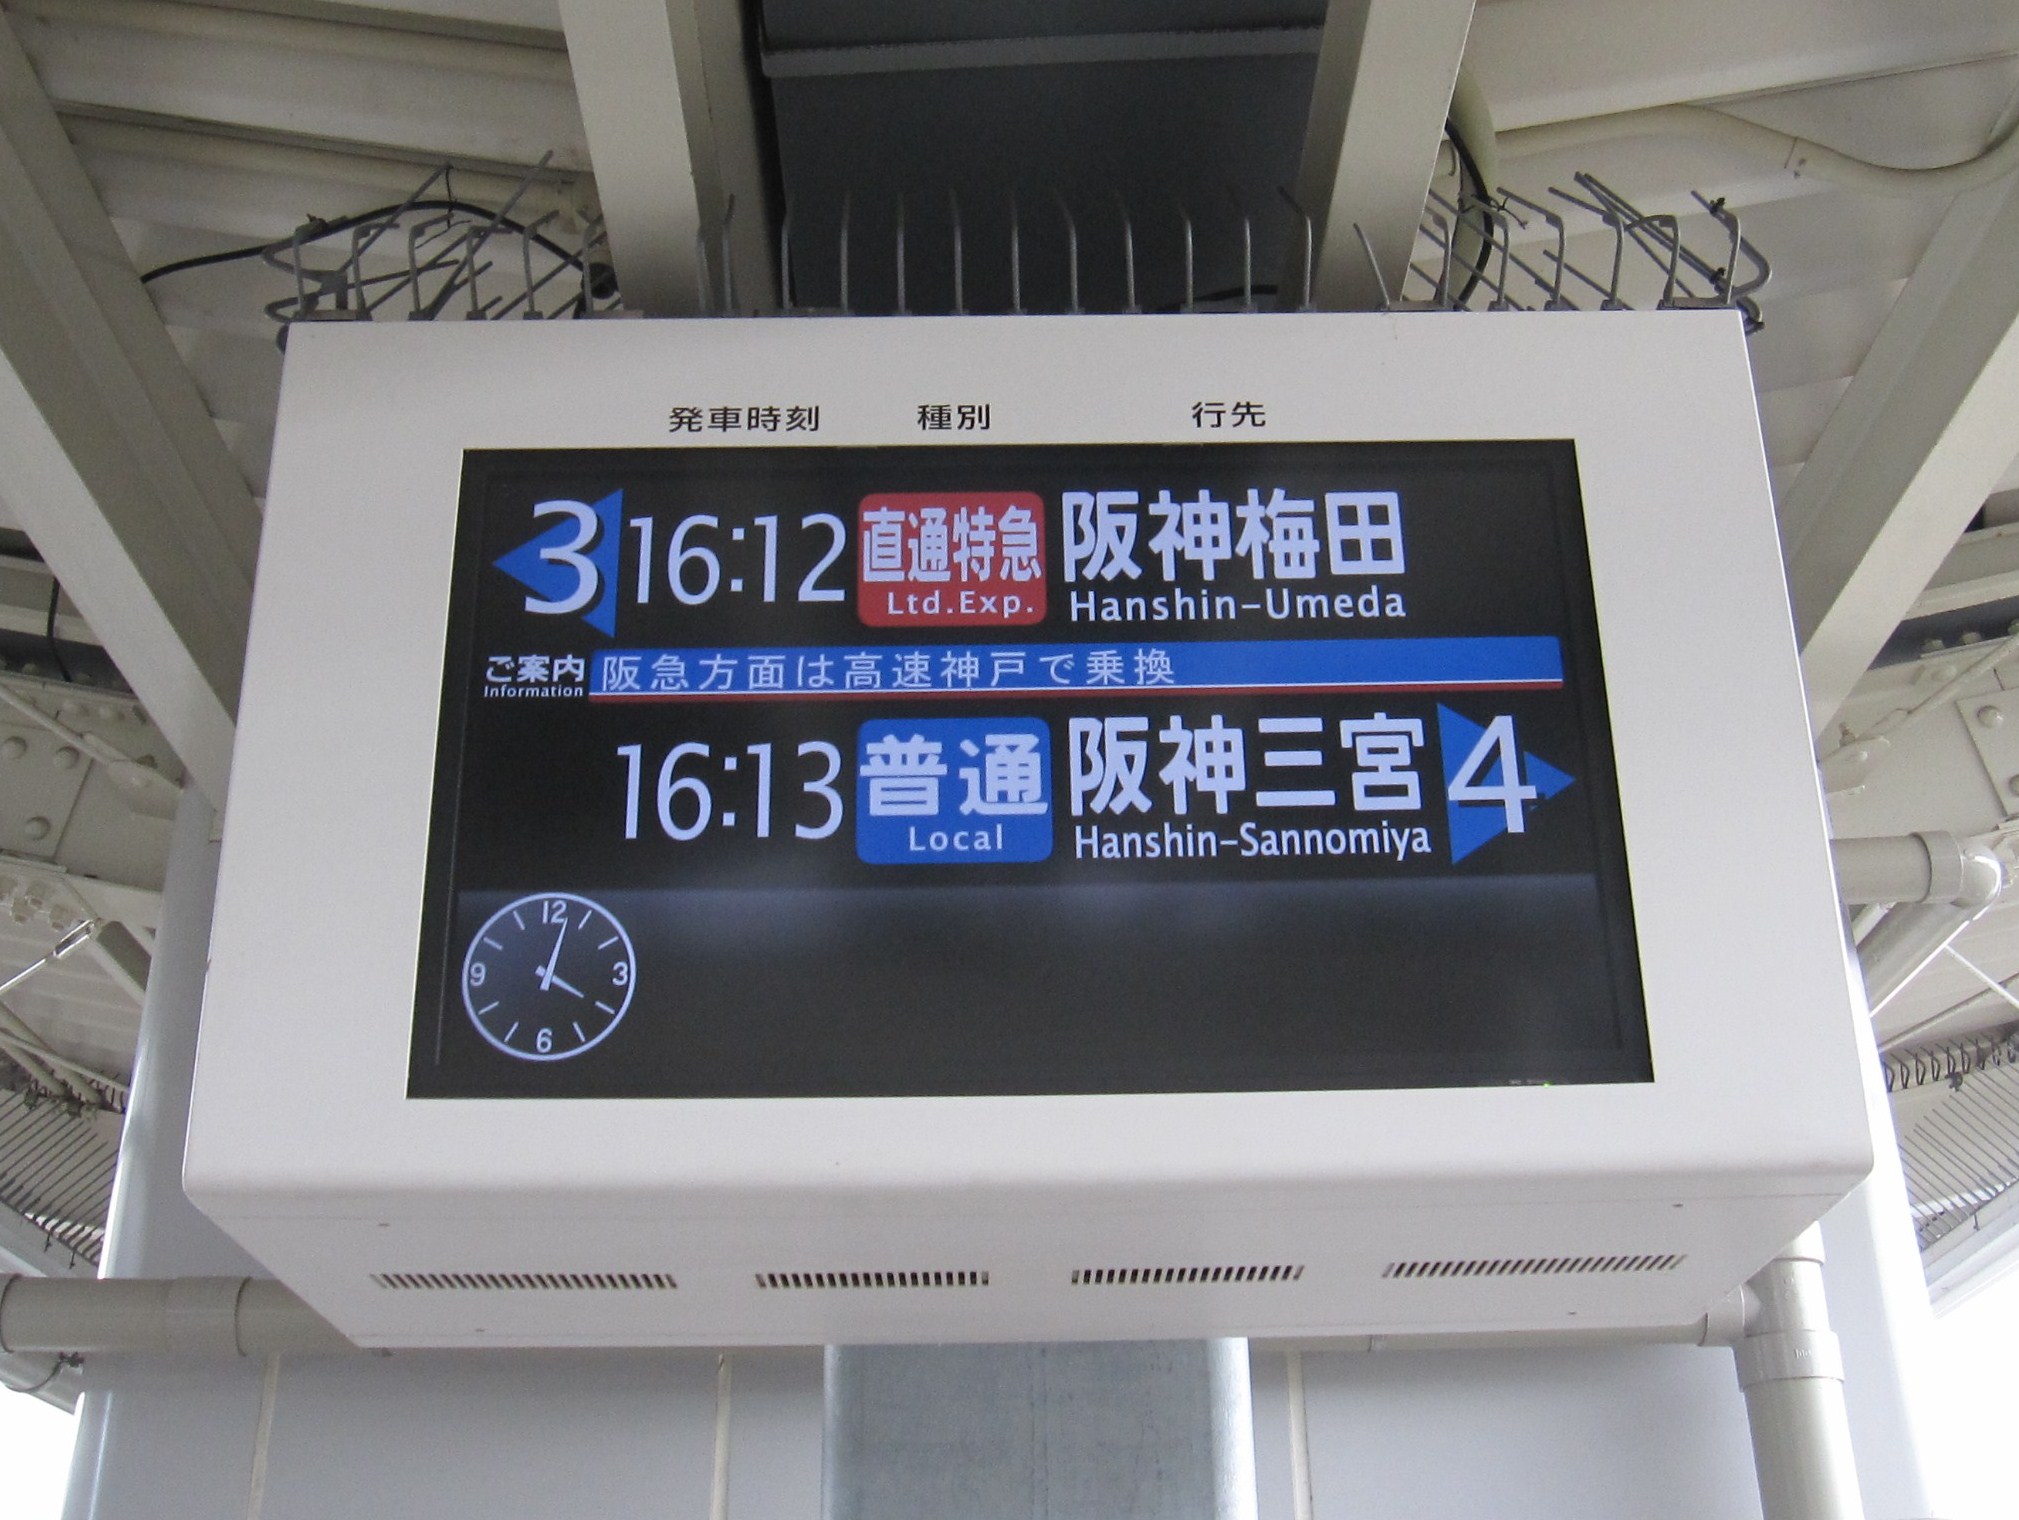 発車時刻 種別 行先
3 16:12 直通特急 阪神梅田
Ltd.Exp. Hanshin-Umeda
ご案内 阪急方面は高速神戸で乗換
Information
16:13 普通 阪神三宮 4
Local Hanshin-Sannomiya
12
9 3
6